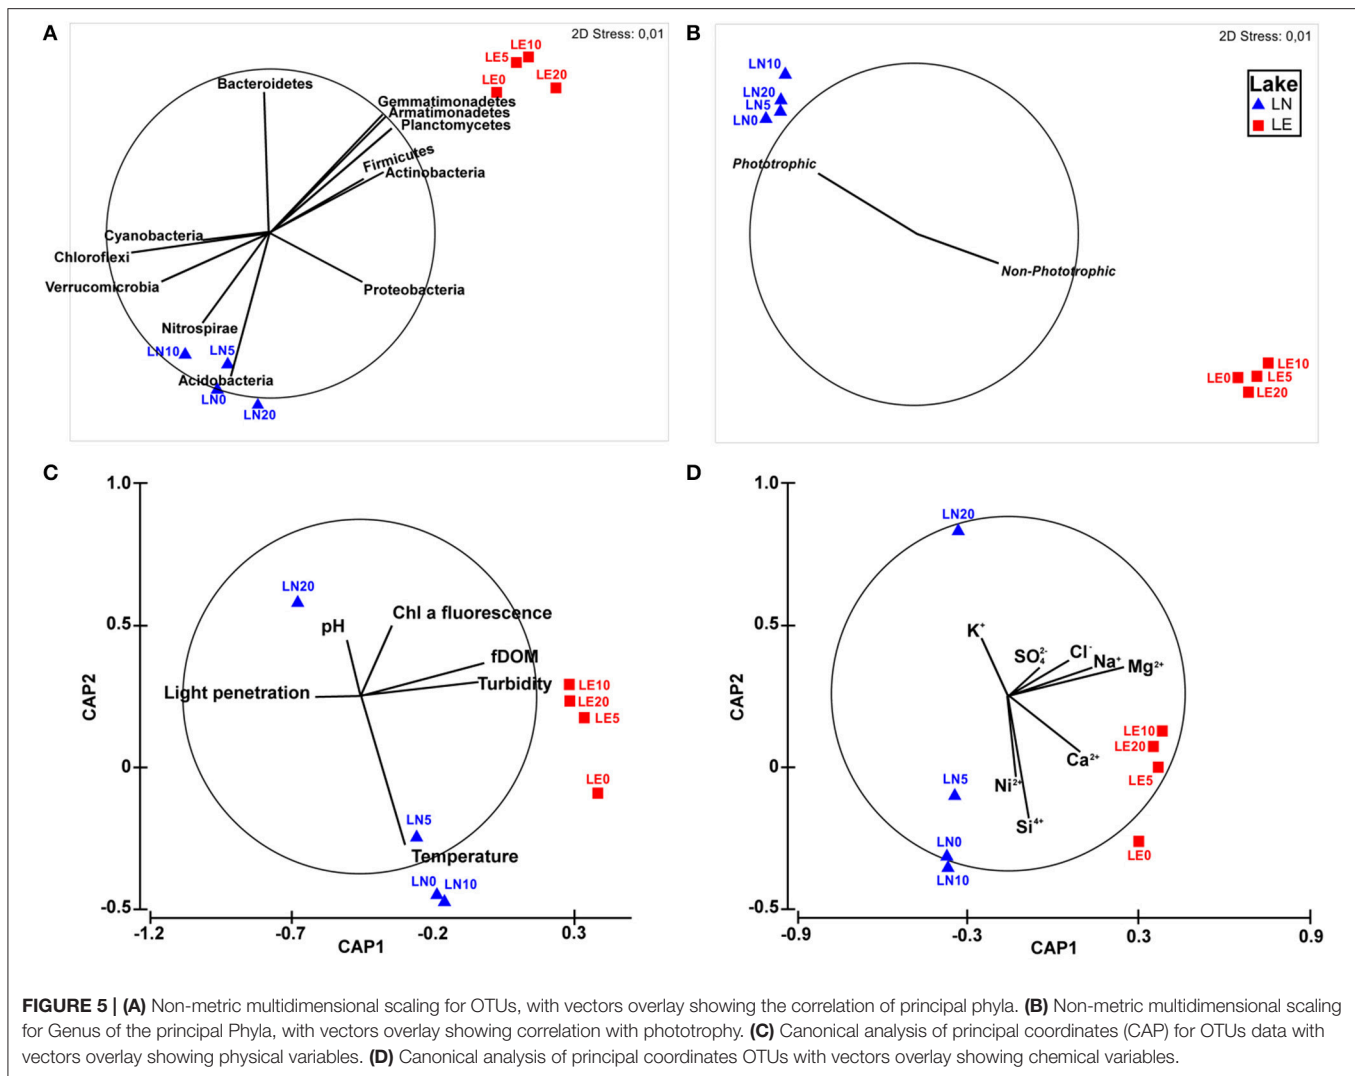 A
2D Stress: 0,01
LE10
LE5
LE0
LE20
Bacteroidetes
Gemmatimonadetes
Armatimonadetes
Planctomycetes
Firmicutes
Actinobacteria
Cyanobacteria
Chloroflexi
Verrucomicrobia
Proteobacteria
Nitrospirae
LN10
LN5
Acidobacteria
LN0
LN20
B
2D Stress: 0,01
LN10
LN20
LN5
LN0
Lake
LN
LE
Phototrophic
Non-Phototrophic
LE10
LE0
LE5
LE20
C
1.0
0.5
0
-0.5
CAP2
LN20
pH
Chl a fluorescence
fDOM
Light penetration
Turbidity
LE10
LE20
LE5
LE0
LN5
Temperature
LN0
LN10
-1.2
-0.7
-0.2
0.3
CAP1
D
1.0
0.5
0
-0.5
CAP2
LN20
K⁺
SO₄²⁻
Cl⁻
Na⁺
Mg²⁺
LE10
LE20
Ca²⁺
LE5
LN5
Ni²⁺
Si⁴⁺
LN0
LN10
LE0
-0.9
-0.3
0.3
0.9
CAP1
FIGURE 5 | (A) Non-metric multidimensional scaling for OTUs, with vectors overlay showing the correlation of principal phyla. (B) Non-metric multidimensional scaling
for Genus of the principal Phyla, with vectors overlay showing correlation with phototrophy. (C) Canonical analysis of principal coordinates (CAP) for OTUs data with
vectors overlay showing physical variables. (D) Canonical analysis of principal coordinates OTUs with vectors overlay showing chemical variables.